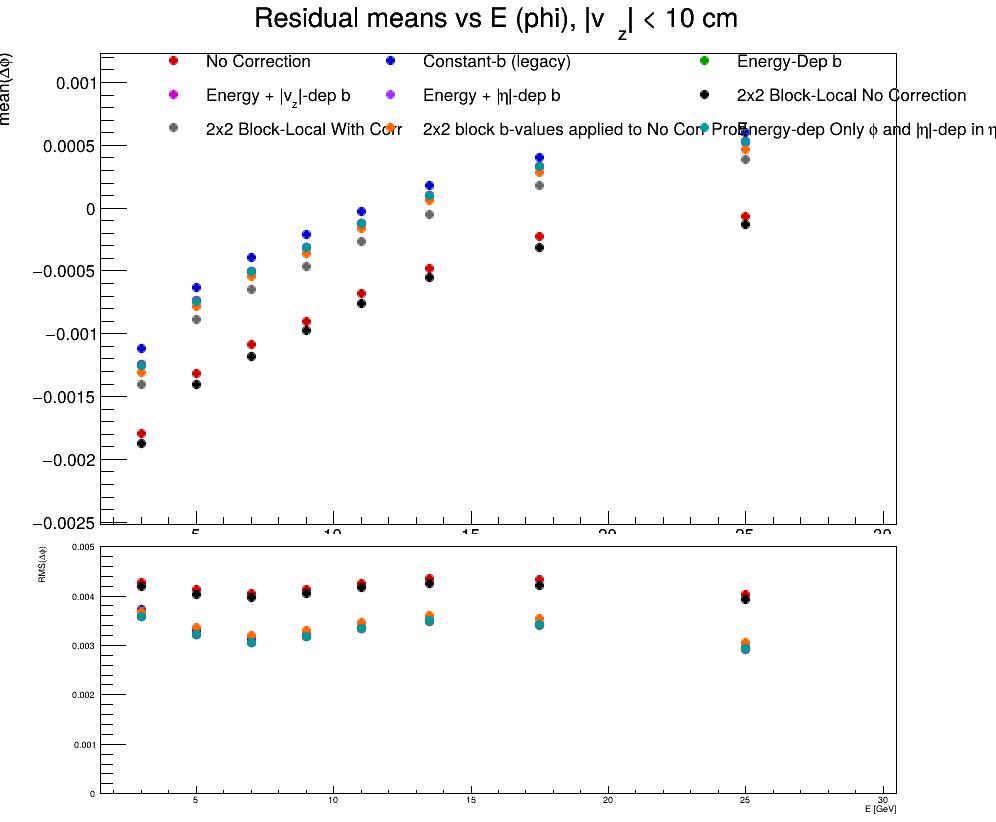 Residual means vs E (phi), |v_z| < 10 cm
mean(Δϕ)
No Correction
Constant-b (legacy)
Energy-Dep b
Energy + |v_z|-dep b
Energy + |η|-dep b
2x2 Block-Local No Correction
2x2 Block-Local With Corr
2x2 block b-values applied to No Corr Pro
Energy-dep Only ϕ and |η|-dep in η
0.001
0.0005
0
−0.0005
−0.001
−0.0015
−0.002
−0.0025
5 10 15 20 25 30
RMS(Δϕ)
0.005
0.004
0.003
0.002
0.001
0
5 10 15 20 25 30
E [GeV]